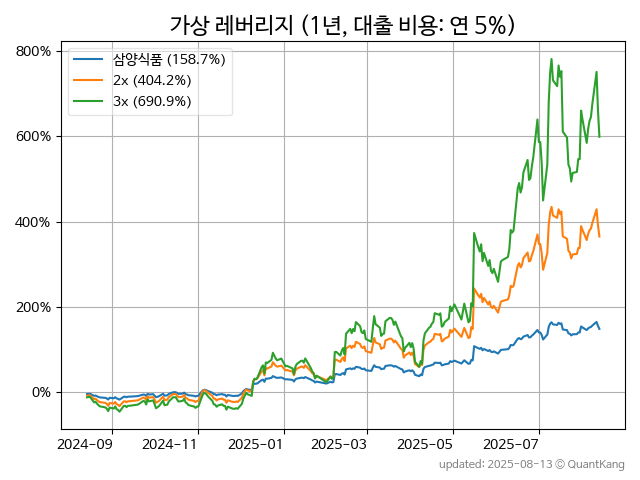 가상 레버리지 (1년, 대출 비용: 연 5%)
800%
600%
400%
200%
0%
삼양식품 (158.7%)
2x (404.2%)
3x (690.9%)
2024-09 2024-11 2025-01 2025-03 2025-05 2025-07
updated: 2025-08-13 © QuantKang